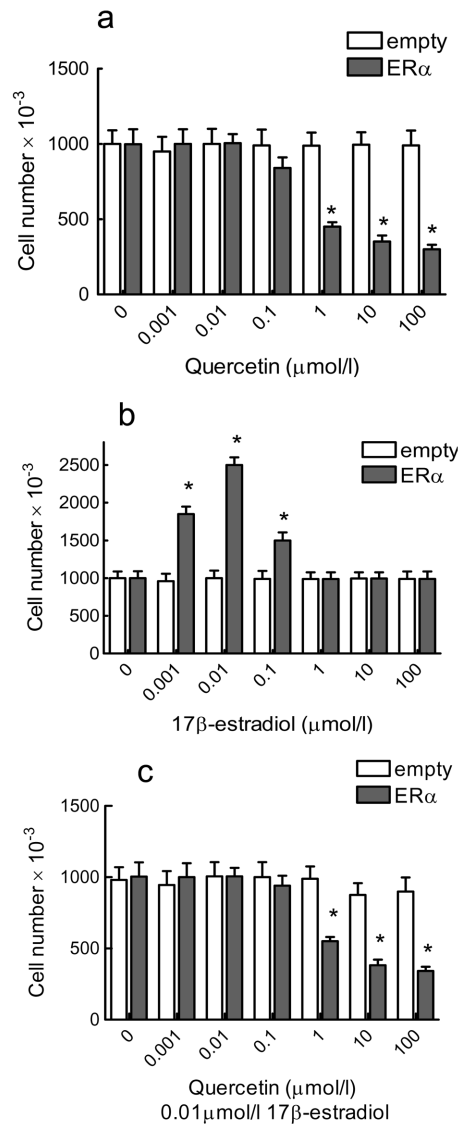 a
empty
ERα
Cell number × 10⁻³
1500
1000
500
0
0 0.001 0.01 0.1 1 10 100
* * *
Quercetin (μmol/l)
b
empty
ERα
Cell number × 10⁻³
2500
2000
1500
1000
500
0
* * *
0 0.001 0.01 0.1 1 10 100
17β-estradiol (μmol/l)
c
empty
ERα
Cell number × 10⁻³
1500
1000
500
0
* * *
0 0.001 0.01 0.1 1 10 100
Quercetin (μmol/l)
0.01μmol/l 17β-estradiol